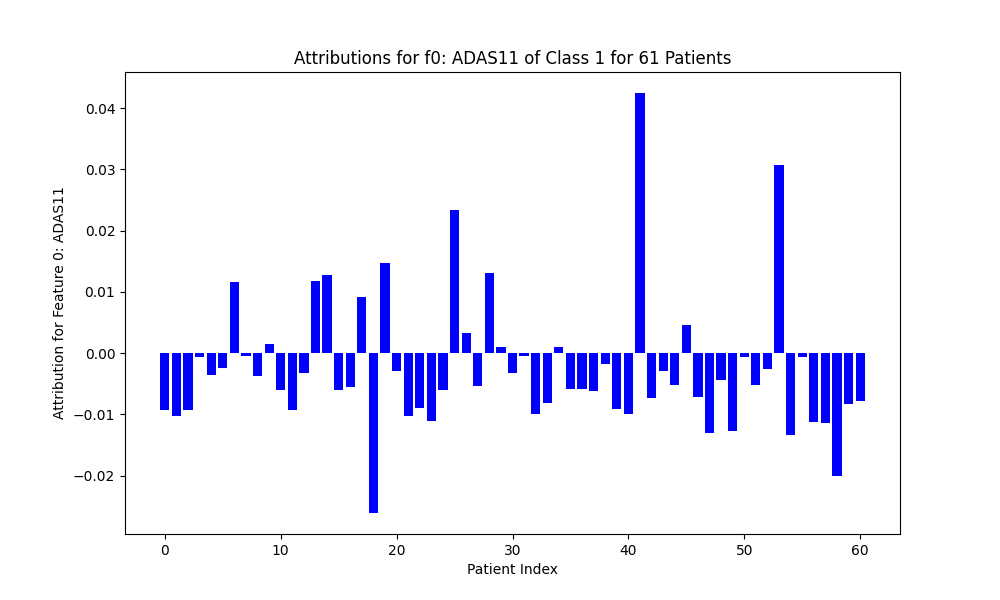 Attributions for f0: ADAS11 of Class 1 for 61 Patients
Attribution for Feature 0: ADAS11
0.04
0.03
0.02
0.01
0.00
−0.01
−0.02
0 10 20 30 40 50 60
Patient Index